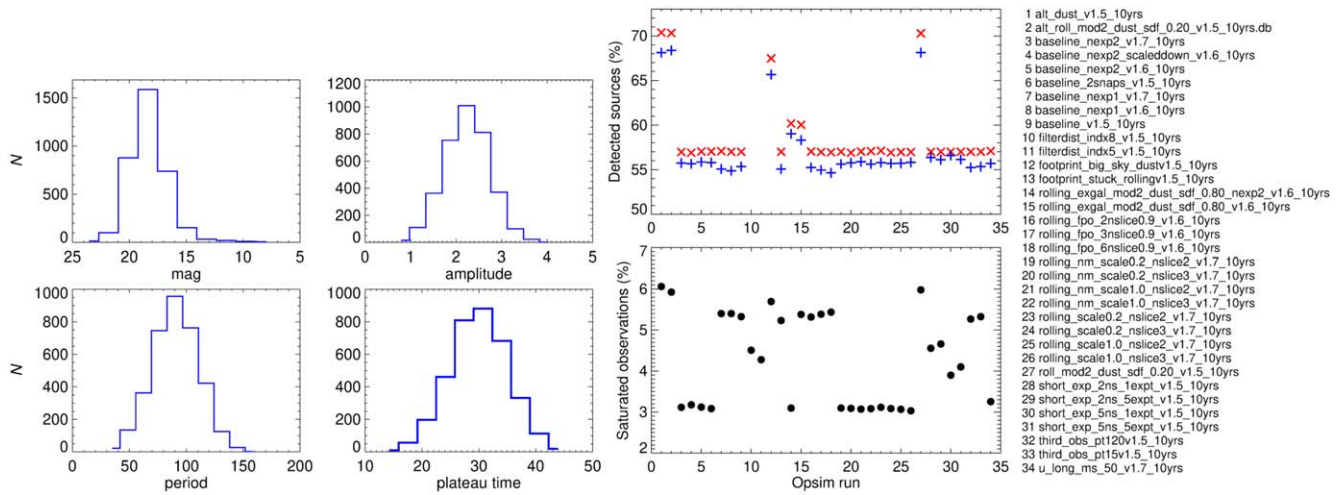 N
1500
1000
500
0
25 20 15 10 5
mag
1200
1000
800
600
400
200
0
0 1 2 3 4 5
amplitude
N
1000
800
600
400
200
0
0 50 100 150 200
period
1000
800
600
400
200
0
10 20 30 40 50
plateau time
Detected sources (%)
70
65
60
55
50
0 5 10 15 20 25 30 35
Saturated observations (%)
6
5
4
3
2
0 5 10 15 20 25 30 35
Opsim run
1 alt_dust_v1.5_10yrs
2 alt_roll_mod2_dust_sdf_0.20_v1.5_10yrs.db
3 baseline_nexp2_v1.7_10yrs
4 baseline_nexp2_scaleddown_v1.6_10yrs
5 baseline_nexp2_v1.6_10yrs
6 baseline_2snaps_v1.5_10yrs
7 baseline_nexp1_v1.7_10yrs
8 baseline_nexp1_v1.6_10yrs
9 baseline_v1.5_10yrs
10 filterdist_indx8_v1.5_10yrs
11 filterdist_indx5_v1.5_10yrs
12 footprint_big_sky_dustv1.5_10yrs
13 footprint_stuck_rollingv1.5_10yrs
14 rolling_exgal_mod2_dust_sdf_0.80_nexp2_v1.6_10yrs
15 rolling_exgal_mod2_dust_sdf_0.80_v1.6_10yrs
16 rolling_fpo_2nslice0.9_v1.6_10yrs
17 rolling_fpo_3nslice0.9_v1.6_10yrs
18 rolling_fpo_6nslice0.9_v1.6_10yrs
19 rolling_nm_scale0.2_nslice2_v1.7_10yrs
20 rolling_nm_scale0.2_nslice3_v1.7_10yrs
21 rolling_nm_scale1.0_nslice2_v1.7_10yrs
22 rolling_nm_scale1.0_nslice3_v1.7_10yrs
23 rolling_scale0.2_nslice2_v1.7_10yrs
24 rolling_scale0.2_nslice3_v1.7_10yrs
25 rolling_scale1.0_nslice2_v1.7_10yrs
26 rolling_scale1.0_nslice3_v1.7_10yrs
27 roll_mod2_dust_sdf_0.20_v1.5_10yrs
28 short_exp_2ns_1expt_v1.5_10yrs
29 short_exp_2ns_5expt_v1.5_10yrs
30 short_exp_5ns_1expt_v1.5_10yrs
31 short_exp_5ns_5expt_v1.5_10yrs
32 third_obs_pt120v1.5_10yrs
33 third_obs_pt15v1.5_10yrs
34 u_long_ms_50_v1.7_10yrs